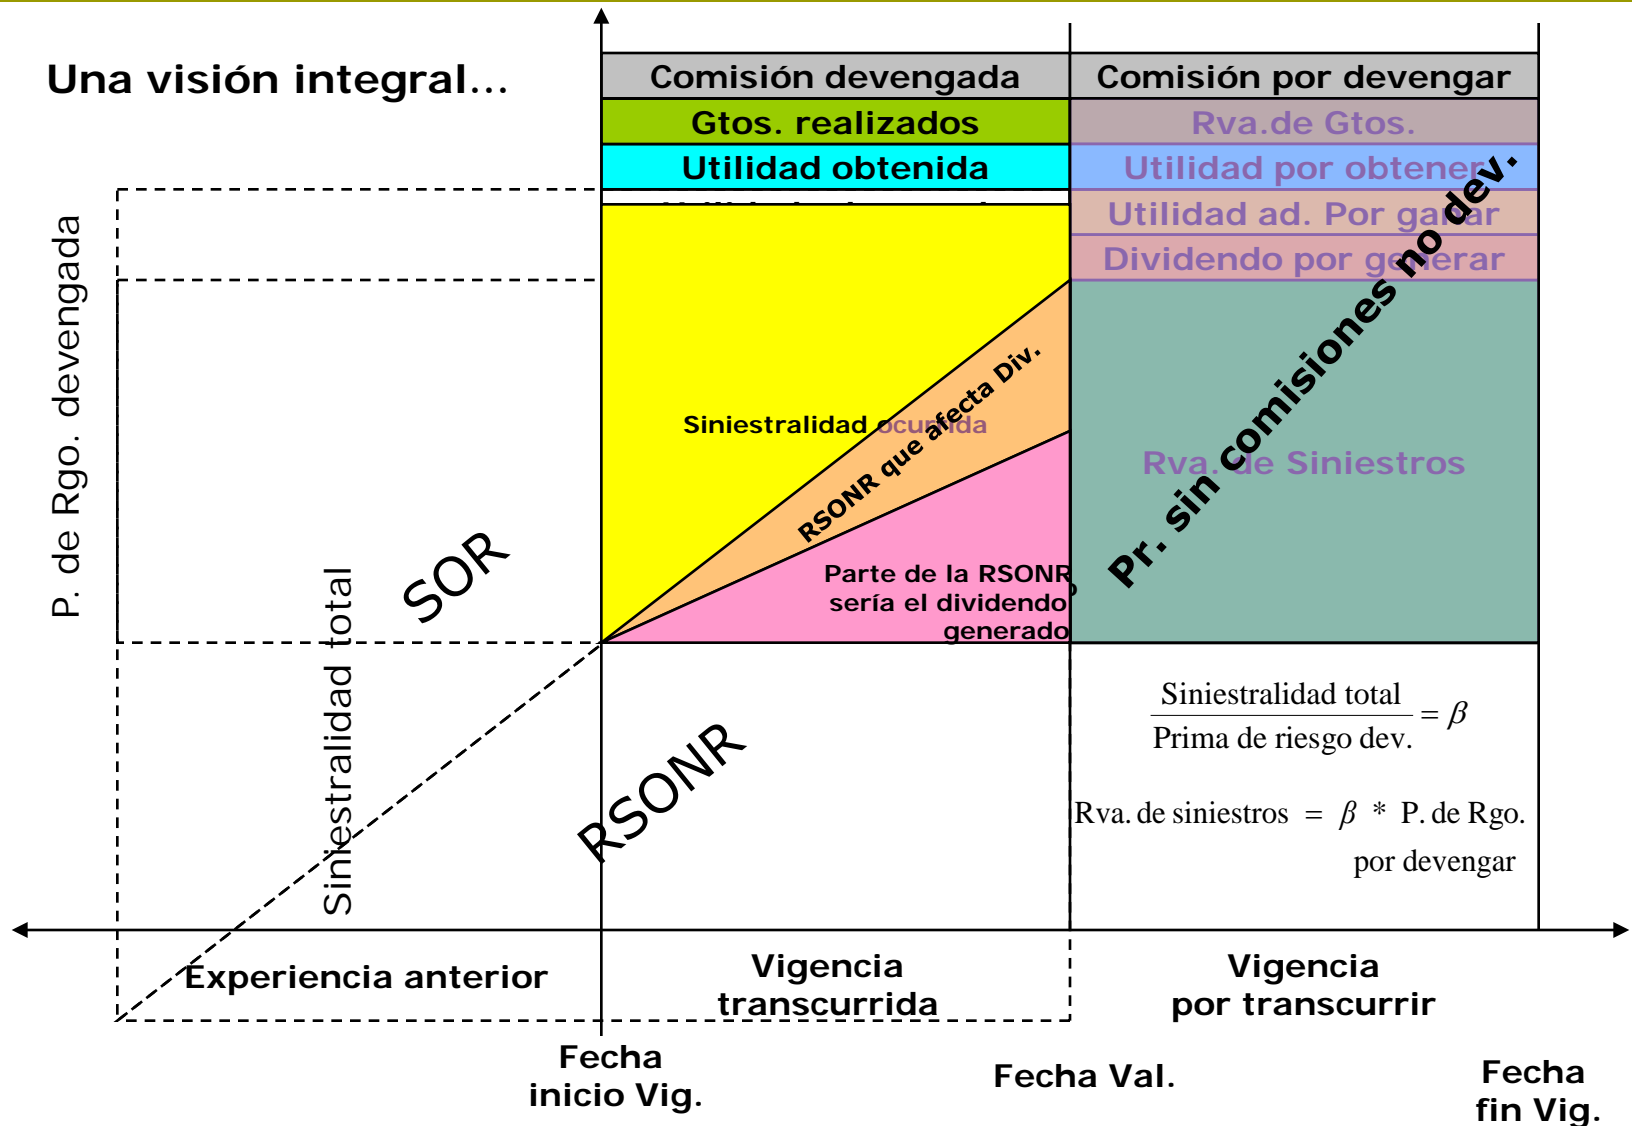 Una visión integral...
Comisión devengada
Comisión por devengar
Gtos. realizados
Rva.de Gtos.
Utilidad obtenida
Utilidad por obtener
Utilidad ad. Por ganar
Dividendo por generar
P. de Rgo. devengada
Siniestralidad ocurrida
RSONR que afecta Div.
Rva. de Siniestros
Pr. sin comisiones no dev.
SOR
Parte de la RSONR
sería el dividendo
generado
Siniestralidad total
RSONR
Siniestralidad total
Prima de riesgo dev.
= β
Rva. de siniestros = β * P. de Rgo.
por devengar
Experiencia anterior
Vigencia
transcurrida
Vigencia
por transcurrir
Fecha
inicio Vig.
Fecha Val.
Fecha
fin Vig.